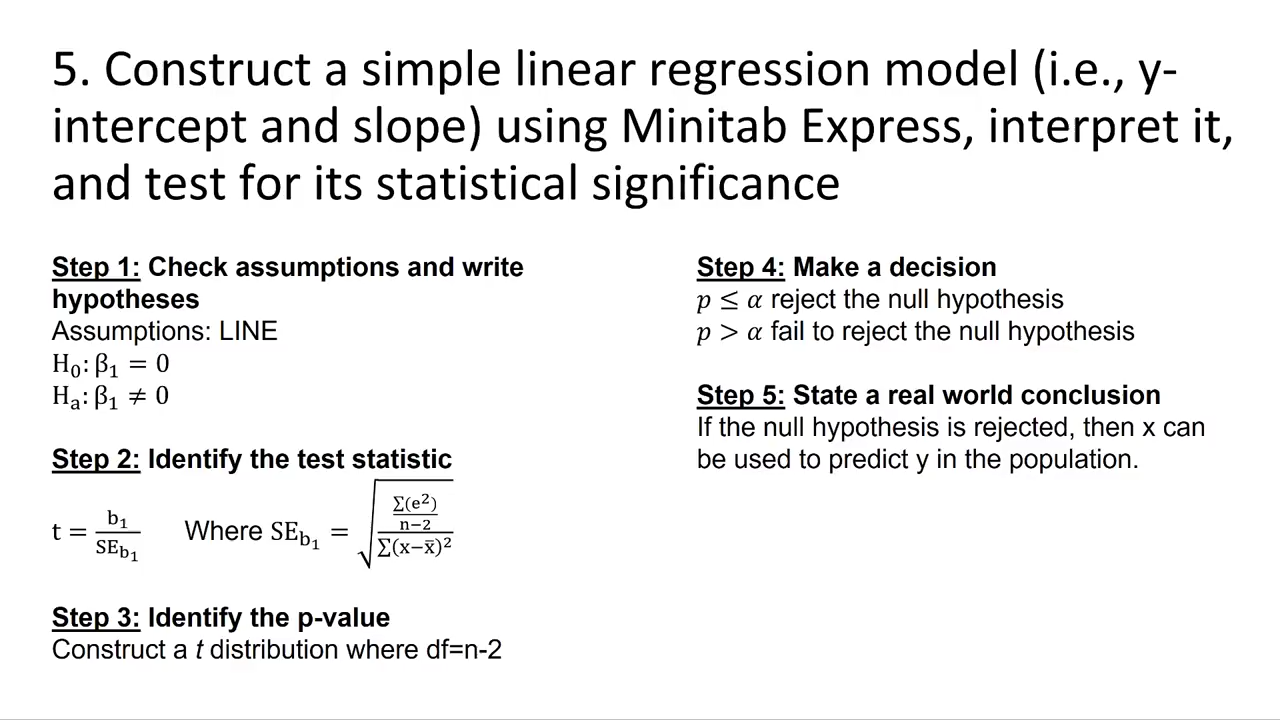 5. Construct a simple linear regression model (i.e., y-
intercept and slope) using Minitab Express, interpret it,
and test for its statistical significance
Step 1: Check assumptions and write
hypotheses
Assumptions: LINE
H₀: β₁ = 0
Hₐ: β₁ ≠ 0
Step 2: Identify the test statistic
t = b₁/SE_b₁ Where SE_b₁ = √((∑(e²)/(n−2))/∑(x−x̄)²)
Step 3: Identify the p-value
Construct a t distribution where df=n-2
Step 4: Make a decision
p ≤ α reject the null hypothesis
p > α fail to reject the null hypothesis
Step 5: State a real world conclusion
If the null hypothesis is rejected, then x can
be used to predict y in the population.